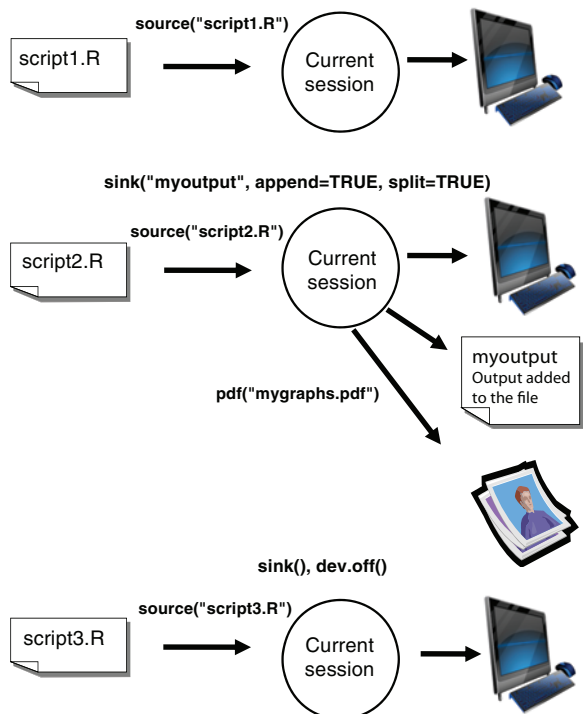 source("script1.R")
script1.R
Current
session
sink("myoutput", append=TRUE, split=TRUE)
source("script2.R")
script2.R
Current
session
myoutput
Output added
to the file
pdf("mygraphs.pdf")
sink(), dev.off()
source("script3.R")
script3.R
Current
session